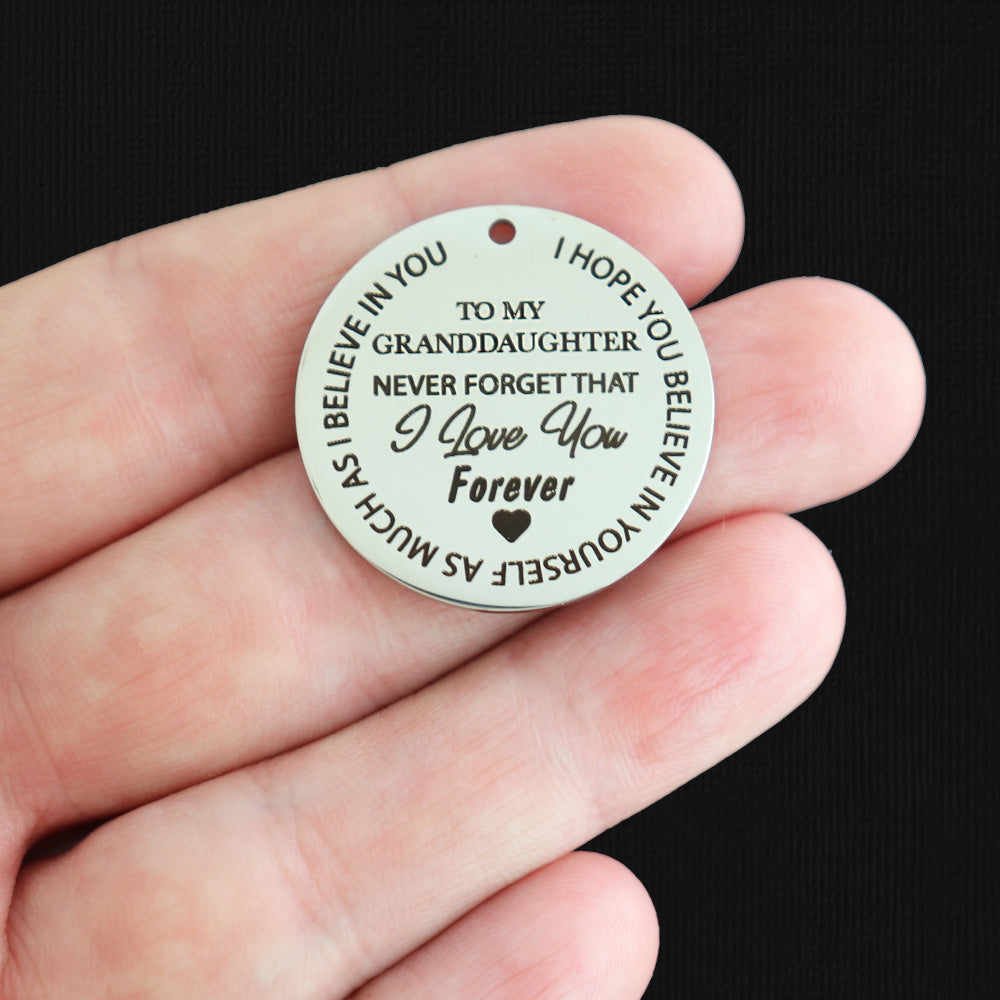 I HOPE YOU BELIEVE IN YOURSELF AS MUCH AS I BELIEVE IN YOU
TO MY
GRANDDAUGHTER
NEVER FORGET THAT
I Love You
Forever